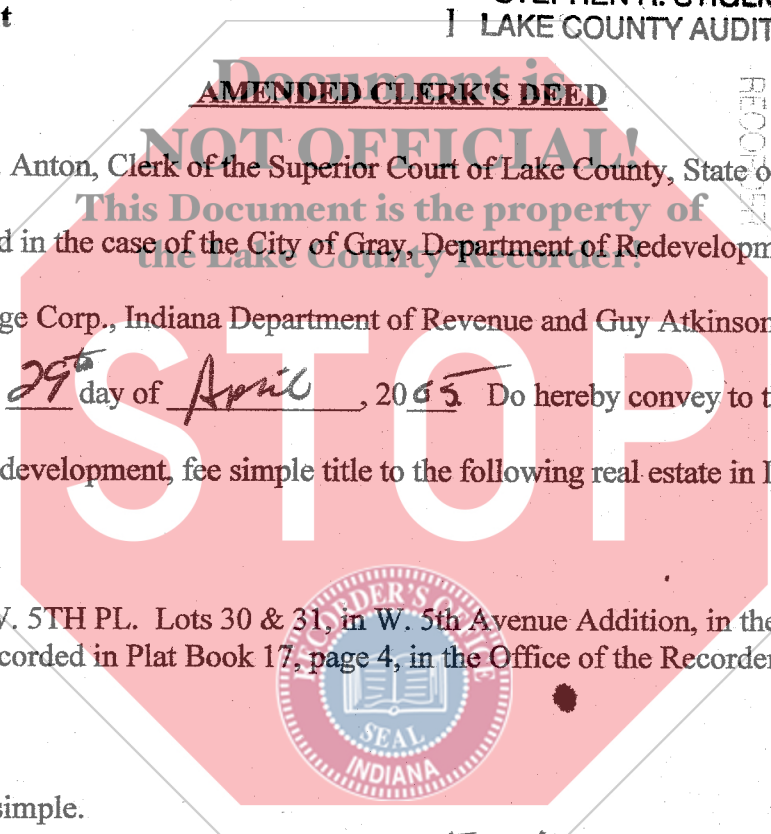 t
1 LAKE COUNTY AUDIT
Document is
AMENDED CLERK'S DEED
RECORDER
NOT OFFICIAL!
Anton, Clerk of the Superior Court of Lake County, State o
This Document is the property of
d in the case of the City of Gray, Department of Redevelopm
the Lake County Recorder!
ge Corp., Indiana Department of Revenue and Guy Atkinson
29th day of April, 2005 Do hereby convey to t
development, fee simple title to the following real estate in
STOP
V. 5TH PL. Lots 30 & 31, in W. 5th Avenue Addition, in the
corded in Plat Book 17, page 4, in the Office of the Recorder
RECORDER'S OFFICE
SEAL
INDIANA
simple.